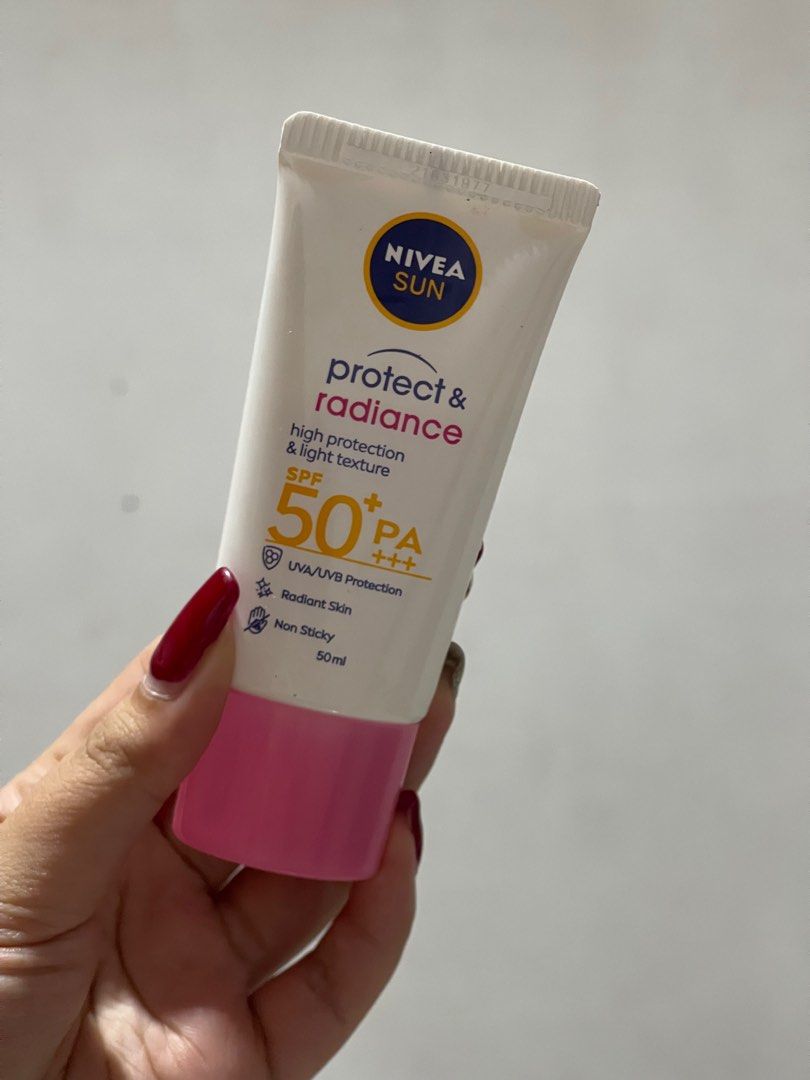 NIVEA
SUN
protect &
radiance
high protection
& light texture
SPF
50+ PA
+++
UVA/UVB Protection
Radiant Skin
Non Sticky
50ml